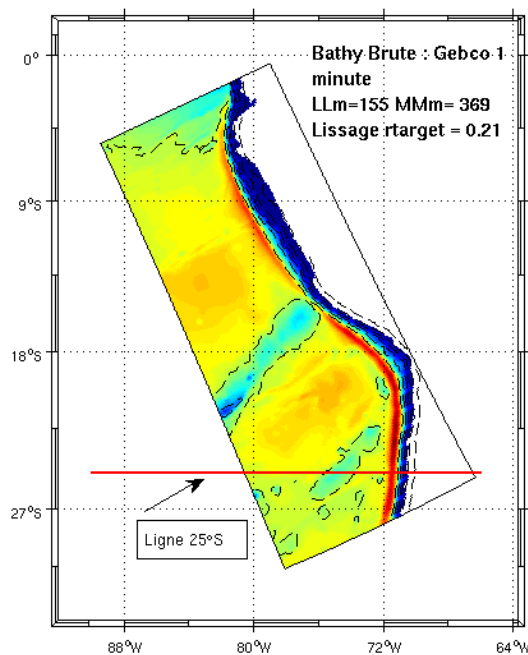 Bathy Brute : Gebco 1
minute
LLm=155 MMm= 369
Lissage rtarget = 0.21
0°
9°S
18°S
27°S
Ligne 25°S
88°W
80°W
72°W
64°W